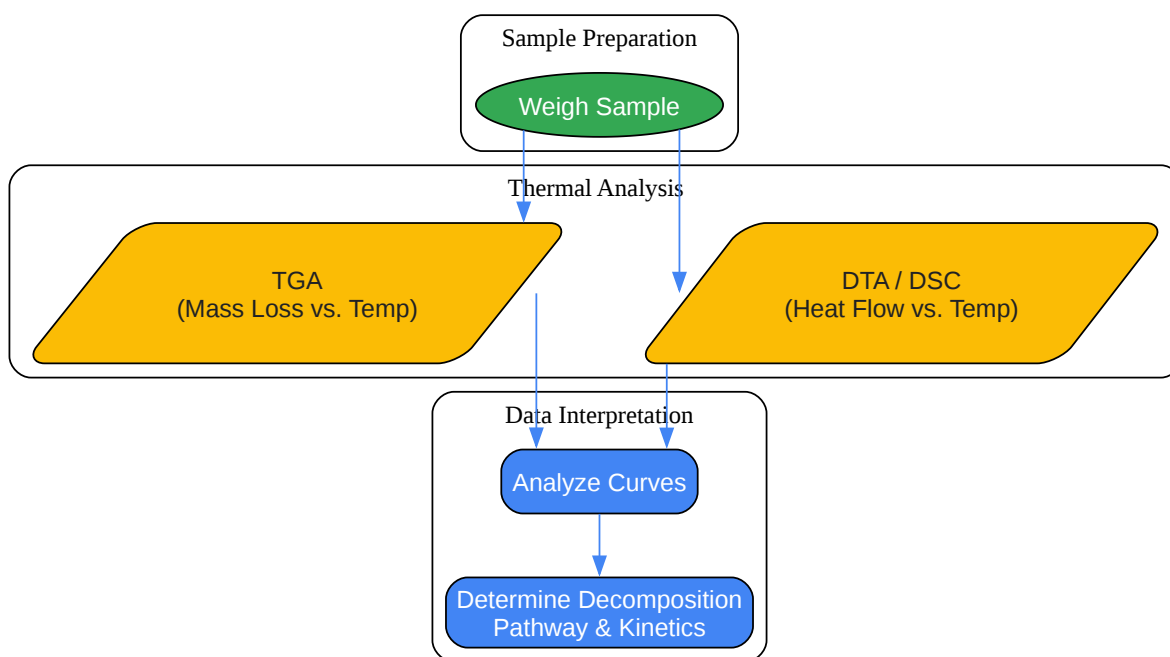 Sample Preparation
Weigh Sample
Thermal Analysis
TGA
(Mass Loss vs. Temp)
DTA / DSC
(Heat Flow vs. Temp)
Data Interpretation
Analyze Curves
Determine Decomposition
Pathway & Kinetics